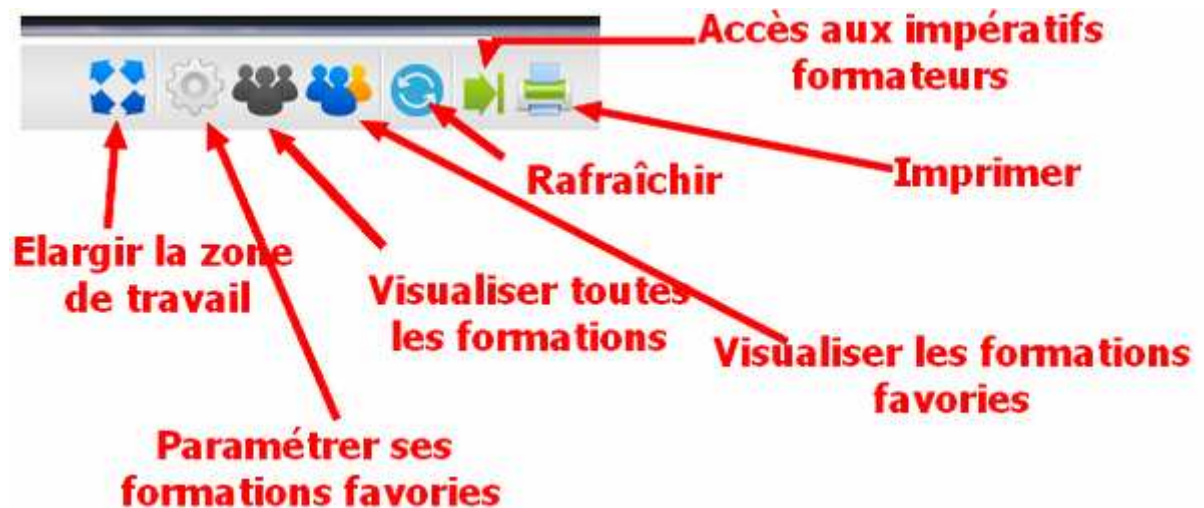 Accès aux impératifs
formateurs
Rafraîchir
Imprimer
Elargir la zone
de travail
Visualiser toutes
les formations
Visualiser les formations
favories
Paramétrer ses
formations favories